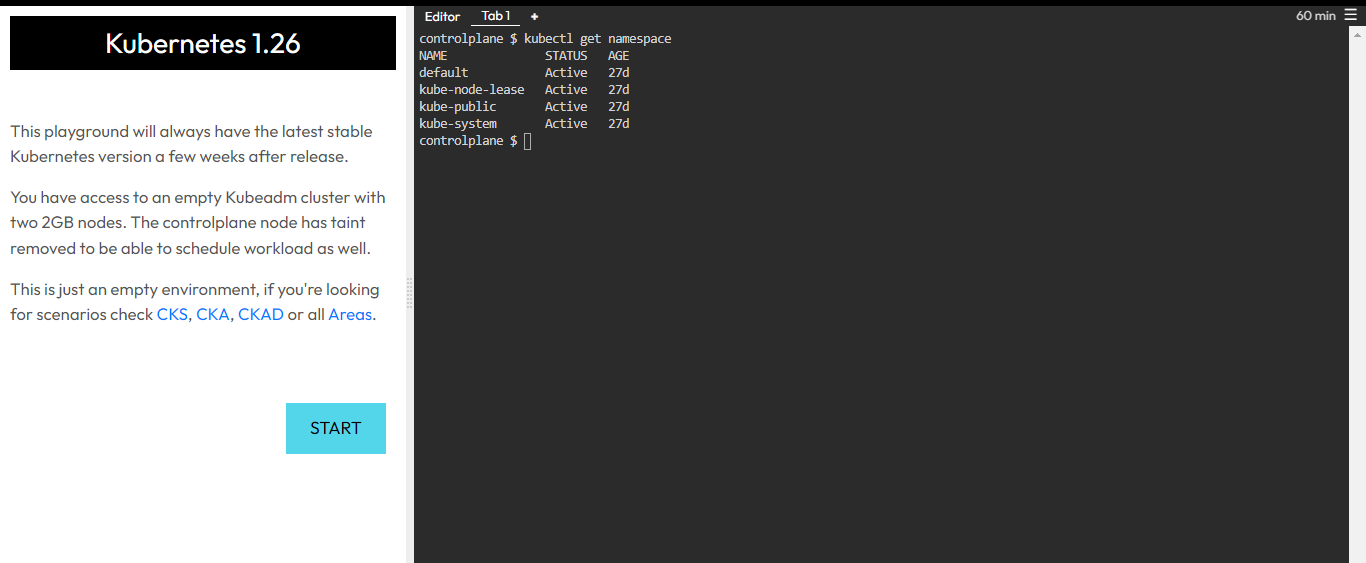 Kubernetes 1.26
This playground will always have the latest stable
Kubernetes version a few weeks after release.
You have access to an empty Kubeadm cluster with
two 2GB nodes. The controlplane node has taint
removed to be able to schedule workload as well.
This is just an empty environment, if you're looking
for scenarios check CKS, CKA, CKAD or all Areas.
START
Editor Tab 1 + 60 min
controlplane $ kubectl get namespace
NAME STATUS AGE
default Active 27d
kube-node-lease Active 27d
kube-public Active 27d
kube-system Active 27d
controlplane $